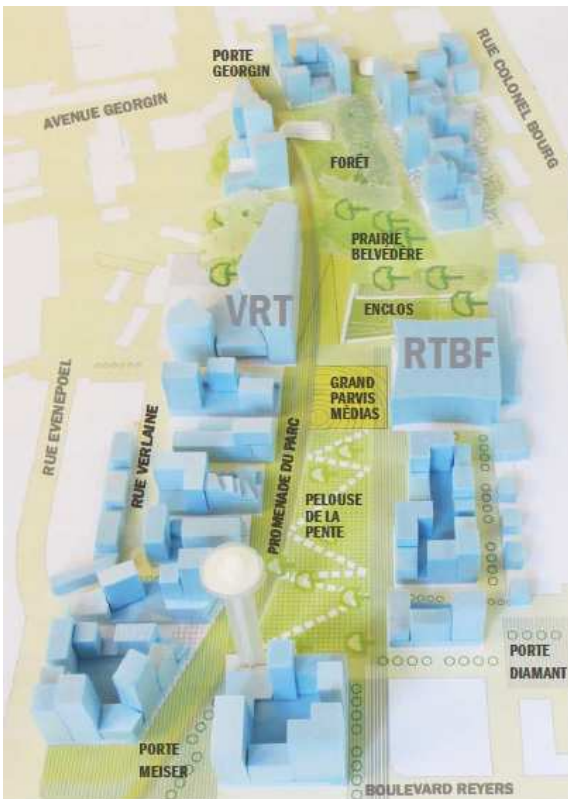 PORTE
GEORGIN
RUE COLONEL BOURG
AVENUE GEORGIN
FORÊT
PRAIRIE
BELVÉDÈRE
ENCLOS
VRT
RTBF
GRAND
PARVIS
MÉDIAS
RUE EVENEPOEL
RUE VERLAINE
PROMENADE DU PARC
PELOUSE
DE LA
PENTE
PORTE
DIAMANT
PORTE
MEISER
BOULEVARD REYERS